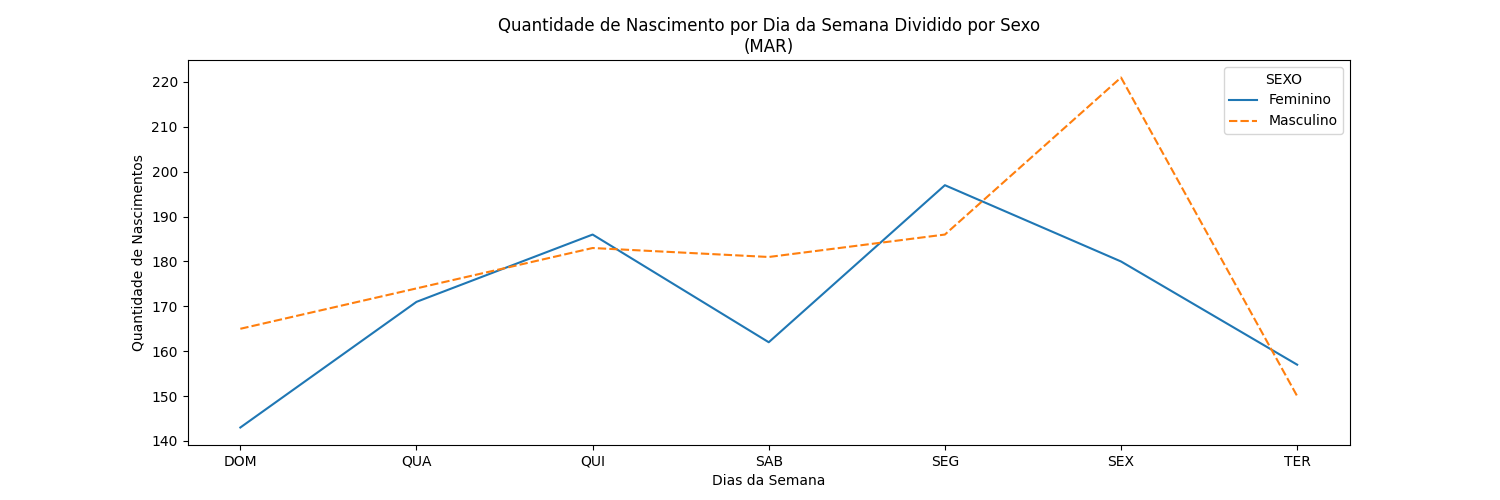 Quantidade de Nascimento por Dia da Semana Dividido por Sexo
(MAR)
SEXO
Feminino
Masculino
Quantidade de Nascimentos
220
210
200
190
180
170
160
150
140
DOM QUA QUI SAB SEG SEX TER
Dias da Semana